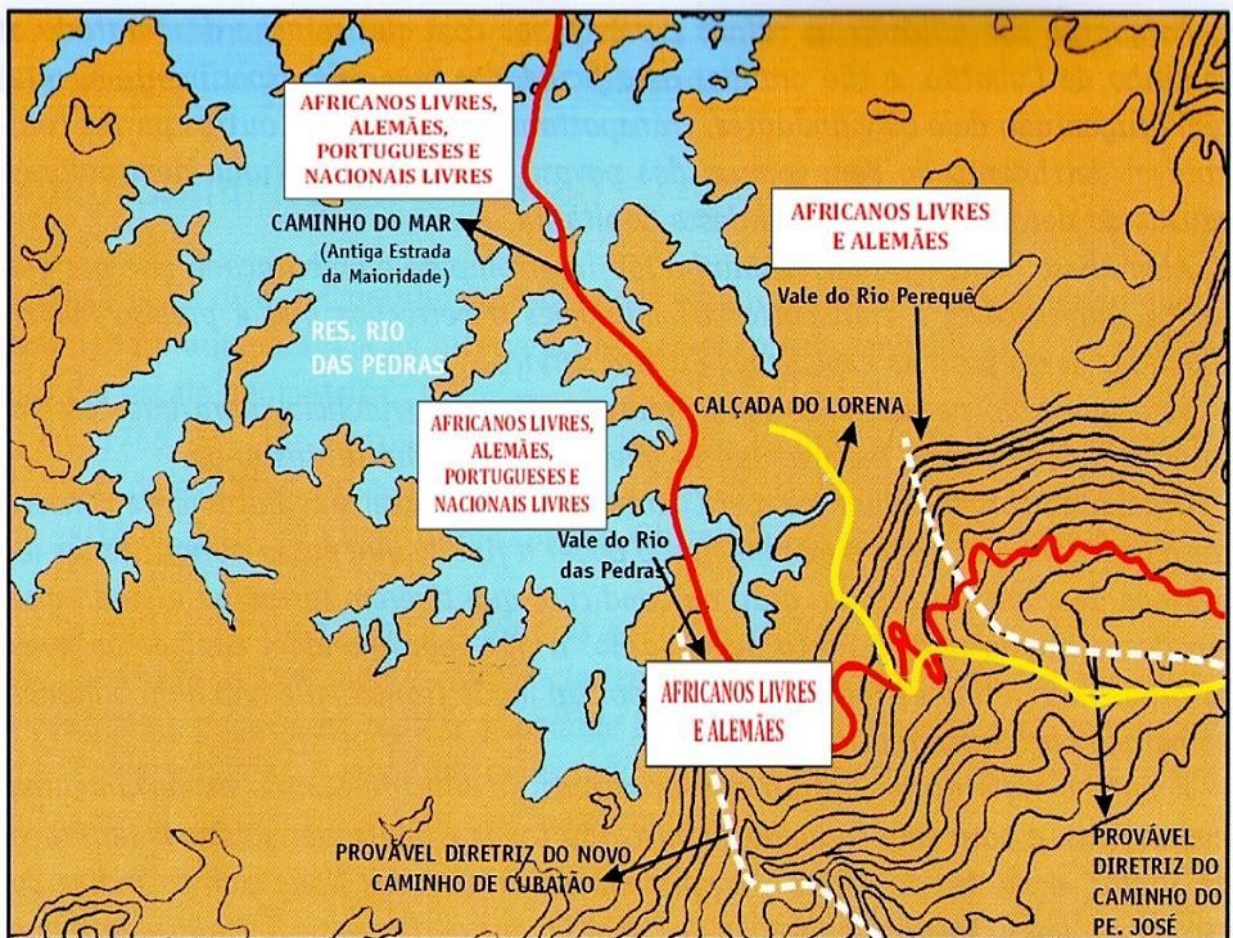 AFRICANOS LIVRES,
ALEMÃES,
PORTUGUESES E
NACIONAIS LIVRES
CAMINHO DO MAR
(Antiga Estrada
da Maioridade)
AFRICANOS LIVRES
E ALEMÃES
Vale do Rio Perequê
RES. RIO
DAS PEDRAS
CALÇADA DO LORENA
AFRICANOS LIVRES,
ALEMÃES,
PORTUGUESES E
NACIONAIS LIVRES
Vale do Rio
das Pedras
AFRICANOS LIVRES
E ALEMÃES
PROVÁVEL DIRETRIZ DO NOVO
CAMINHO DE CUBATÃO
PROVÁVEL
DIRETRIZ DO
CAMINHO DO
PE. JOSÉ